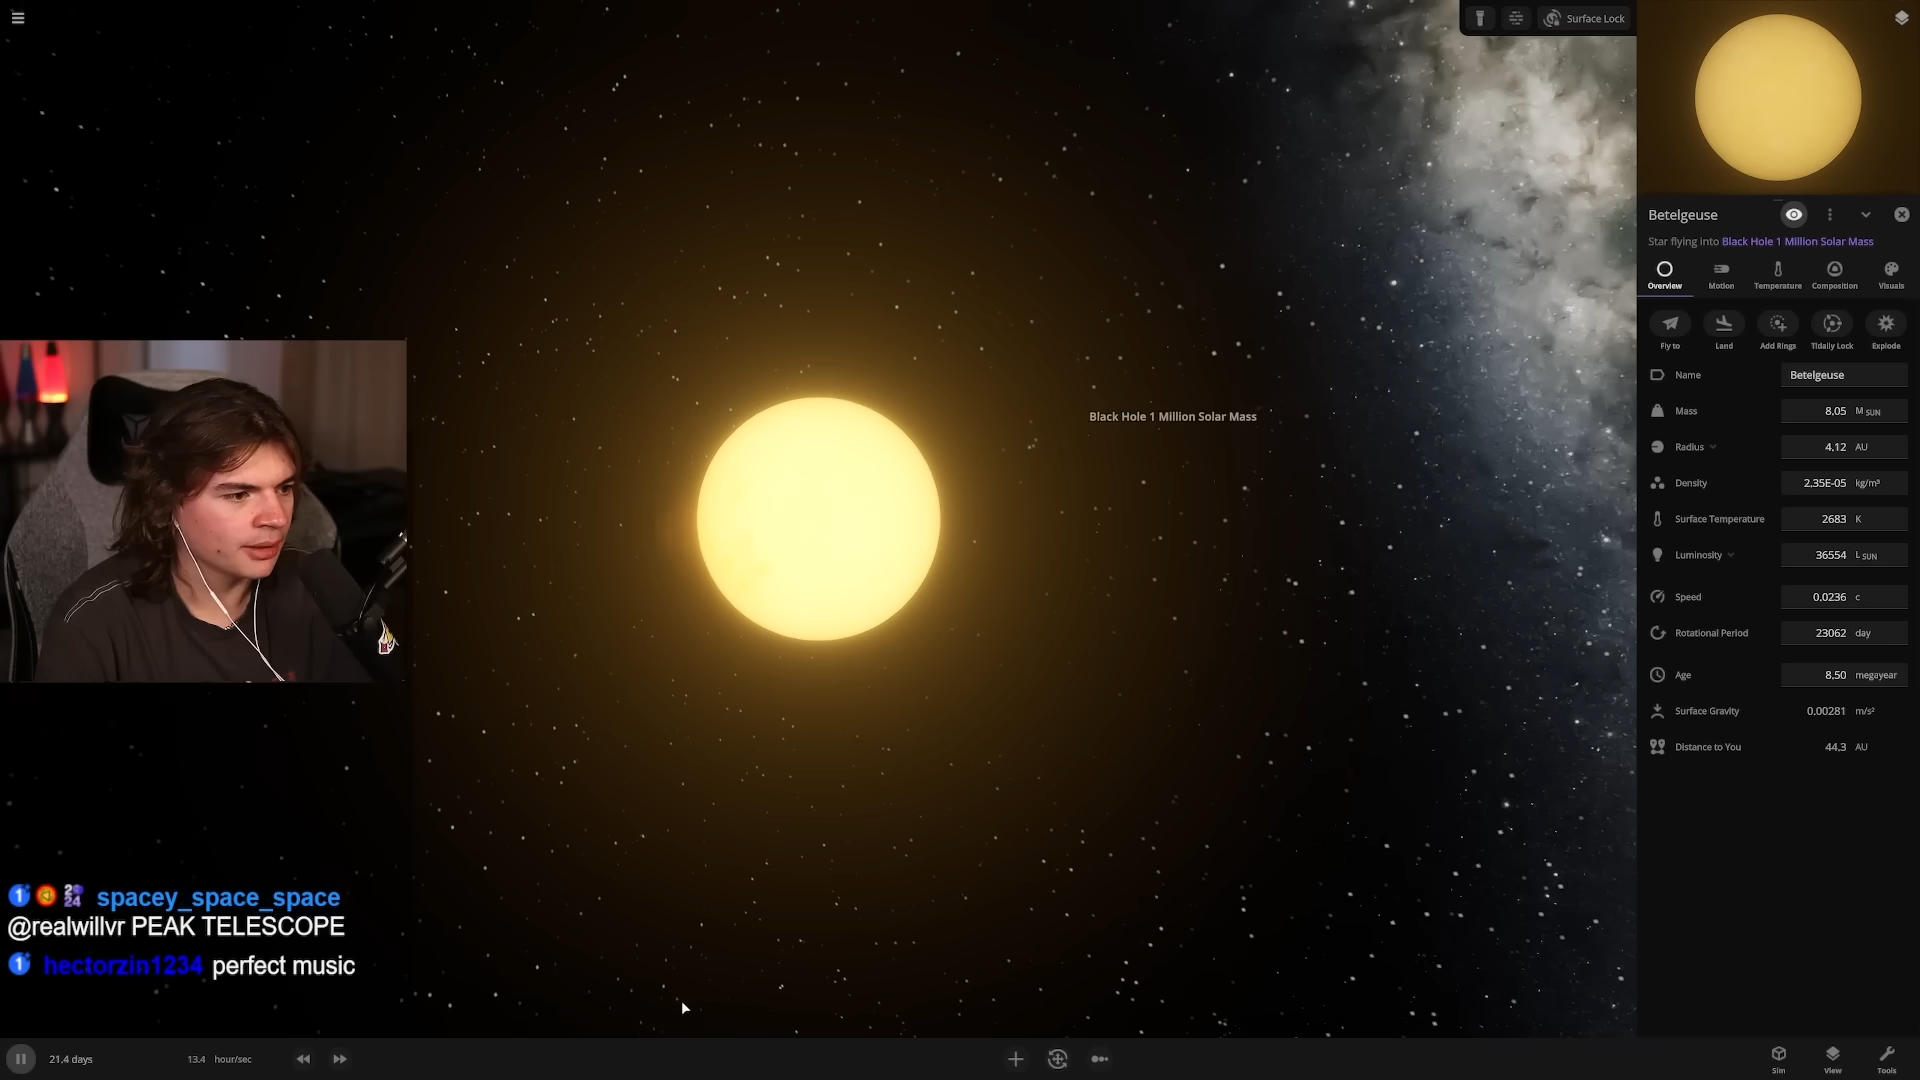 Surface Lock
Betelgeuse
Star flying into Black Hole 1 Million Solar Mass
Overview Motion Temperature Composition Visuals
Fly to Land Add Rings Tidally Lock Explode
Name Betelgeuse
Mass 8,05 M SUN
Radius 4,12 AU
Density 2,35E-05 kg/m³
Surface Temperature 2683 K
Luminosity 36554 L SUN
Speed 0,0236 c
Rotational Period 23062 day
Age 8,50 megayear
Surface Gravity 0,00281 m/s²
Distance to You 44,3 AU
Black Hole 1 Million Solar Mass
1 2024 spacey_space_space
@realwillvr PEAK TELESCOPE
1 hectorzin1234 perfect music
21,4 days 13.4 hour/sec
Sim View Tools